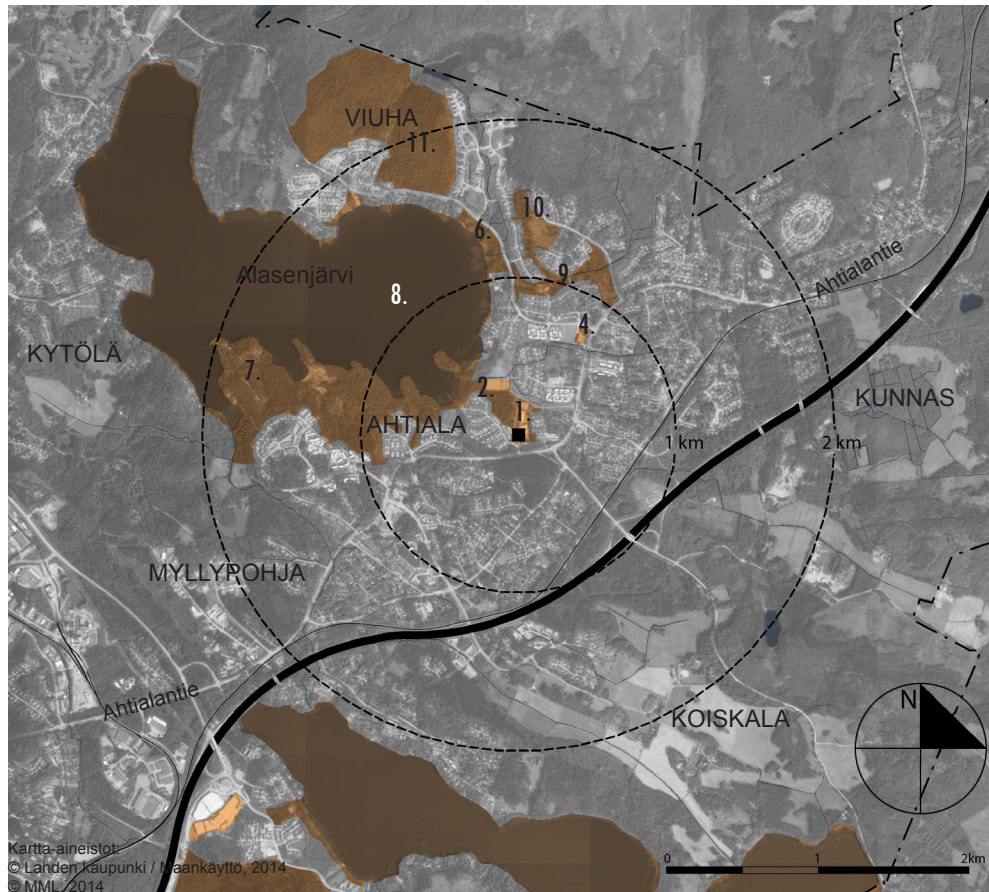 VIUHA
11.
10.
6.
9.
Alasenjärvi
8.
Ahtialantie
4.
KYTÖLÄ
7.
2.
1.
KUNNAS
AHTIALA
1 km
2 km
MYLLYPOHJA
Ahtialantie
KOISKALA
N
Kartta-aineistot:
© Lahden kaupunki / Maankäyttö, 2014
© MML, 2014
0 1 2km